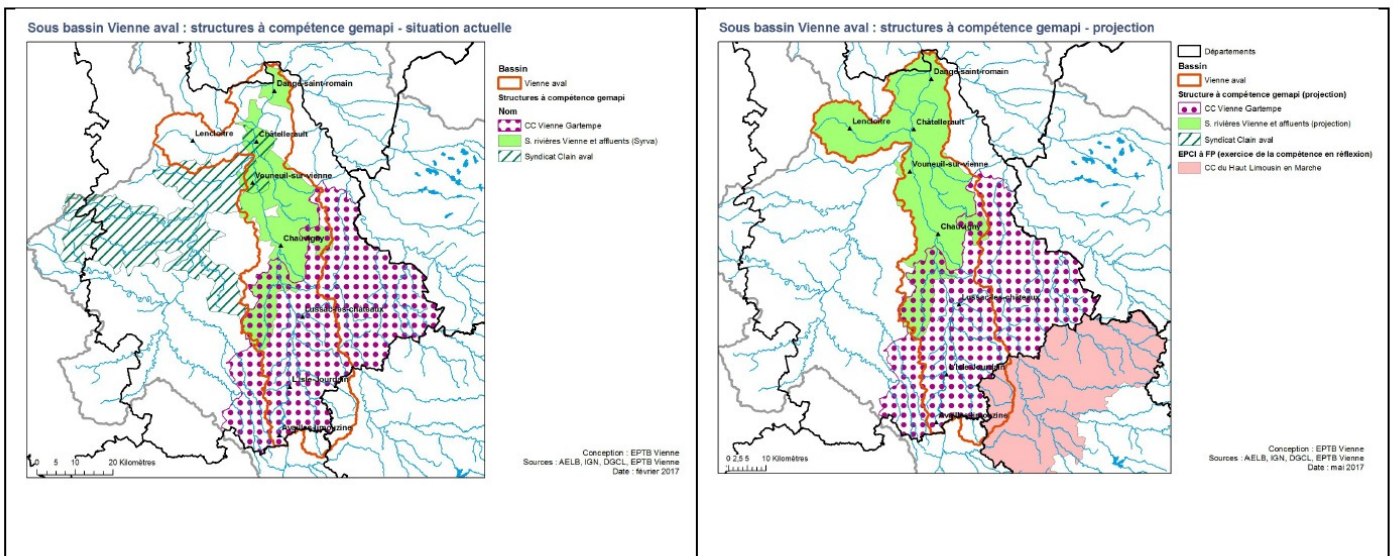 Sous bassin Vienne aval : structures à compétence gemapi - situation actuelle
Bassin
Vienne aval
Structures à compétence gemapi
Nom
CC Vienne Gartempe
S. rivières Vienne et affluents (Syrva)
Syndicat Clain aval
Dangé-saint-romain
Lencloitre
Châtellerault
Vouneuil-sur-vienne
Chauvigny
Lussac-les-châteaux
L'isle-Jourdain
Availles-limouzine
0 5 10 20 Kilomètres
Conception : EPTB Vienne
Sources : AELB, IGN, DGCL, EPTB Vienne
Date : février 2017
Sous bassin Vienne aval : structures à compétence gemapi - projection
Départements
Bassin
Vienne aval
Structure à compétence gemapi (projection)
CC Vienne Gartempe
S. rivières Vienne et affluents (projection)
Syndicat Clain aval
EPCI à FP (exercice de la compétence en réflexion)
CC du Haut Limousin en Marche
Dangé-saint-romain
Lencloitre
Châtellerault
Vouneuil-sur-vienne
Chauvigny
Lussac-les-châteaux
L'isle-Jourdain
Availles-limouzine
0 2,5 5 10 Kilomètres
Conception : EPTB Vienne
Sources : AELB, IGN, DGCL, EPTB Vienne
Date : mai 2017